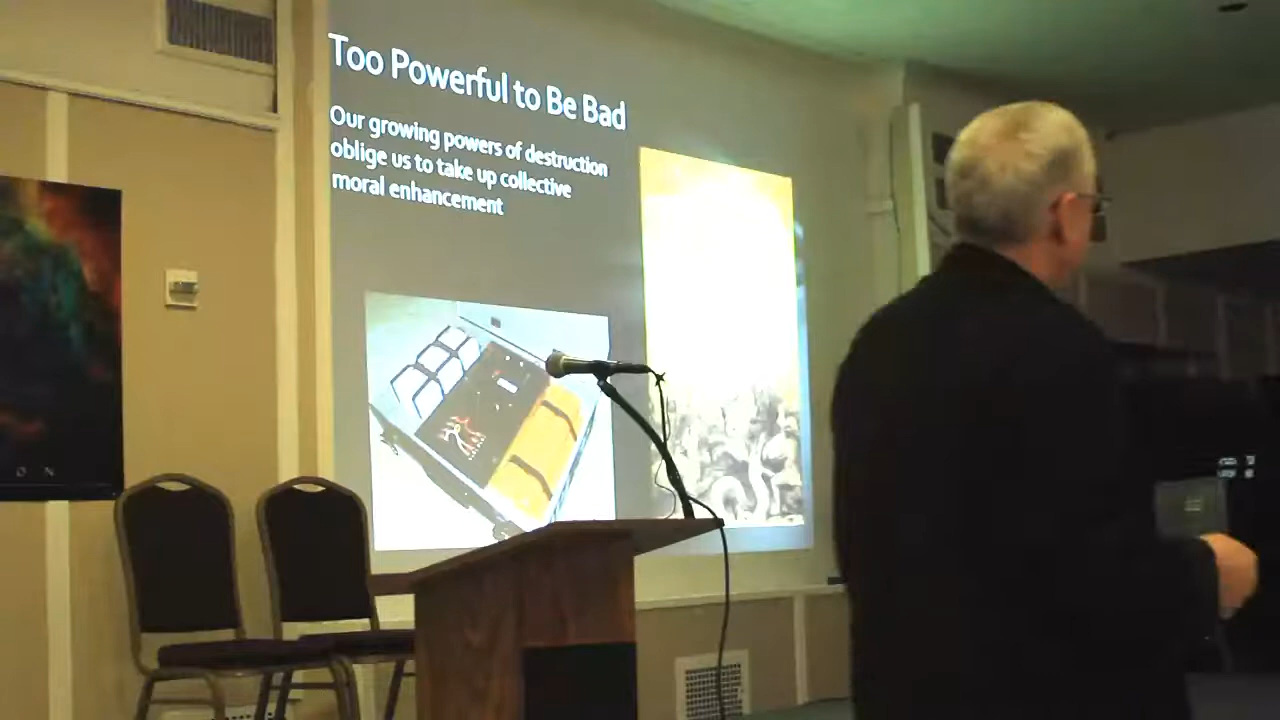 Too Powerful to Be Bad
Our growing powers of destruction
oblige us to take up collective
moral enhancement
O N